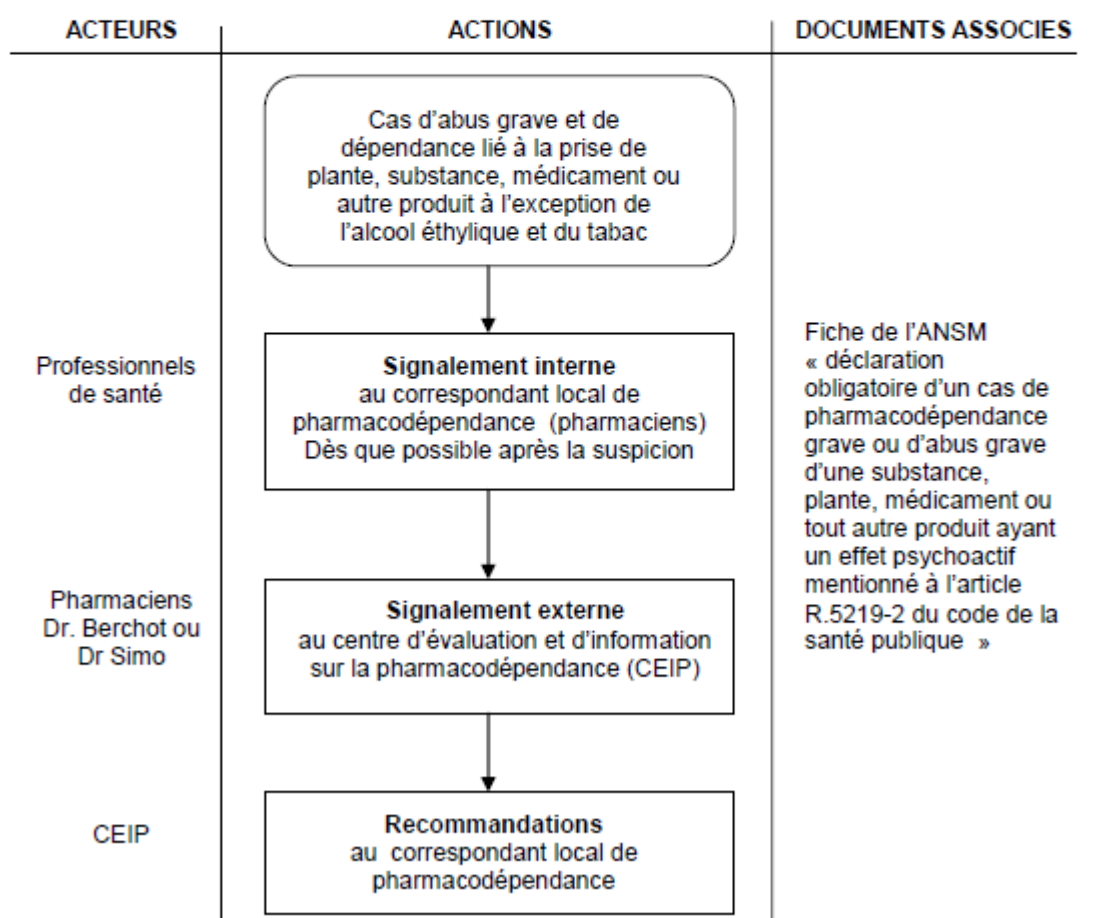 ACTEURS
ACTIONS
DOCUMENTS ASSOCIES
Cas d'abus grave et de
dépendance lié à la prise de
plante, substance, médicament ou
autre produit à l'exception de
l'alcool éthylique et du tabac
Professionnels
de santé
Signalement interne
au correspondant local de
pharmacodépendance (pharmaciens)
Dès que possible après la suspicion
Fiche de l'ANSM
« déclaration
obligatoire d'un cas de
pharmacodépendance
grave ou d'abus grave
d'une substance,
plante, médicament ou
tout autre produit ayant
un effet psychoactif
mentionné à l'article
R.5219-2 du code de la
santé publique »
Pharmaciens
Dr. Berchot ou
Dr Simo
Signalement externe
au centre d'évaluation et d'information
sur la pharmacodépendance (CEIP)
CEIP
Recommandations
au correspondant local de
pharmacodépendance